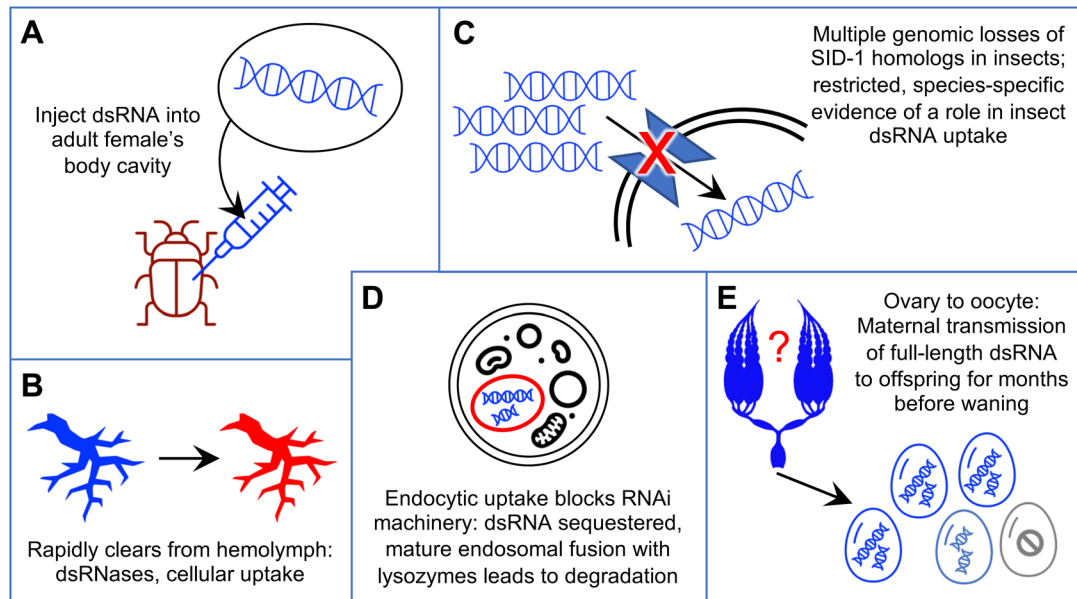 A
Inject dsRNA into
adult female's
body cavity
B
Rapidly clears from hemolymph:
dsRNases, cellular uptake
C
Multiple genomic losses of
SID-1 homologs in insects;
restricted, species-specific
evidence of a role in insect
dsRNA uptake
X
D
Endocytic uptake blocks RNAi
machinery: dsRNA sequestered,
mature endosomal fusion with
lysozymes leads to degradation
E
Ovary to oocyte:
Maternal transmission
of full-length dsRNA
to offspring for months
before waning
?